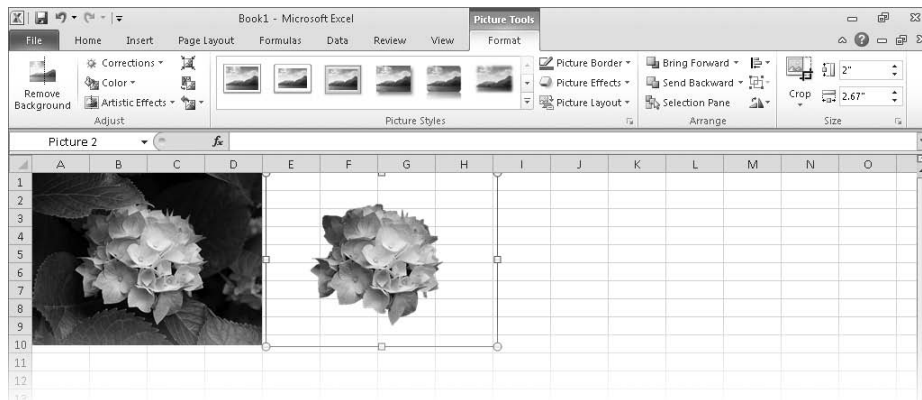 Book1 - Microsoft Excel Picture Tools
File Home Insert Page Layout Formulas Data Review View Format
Remove Background
Corrections
Color
Artistic Effects
Adjust
Picture Styles
Picture Border
Picture Effects
Picture Layout
Bring Forward
Send Backward
Selection Pane
Arrange
Crop
2"
2.67"
Size
Picture 2 fx
A B C D E F G H I J K L M N O
1
2
3
4
5
6
7
8
9
10
11
12
13